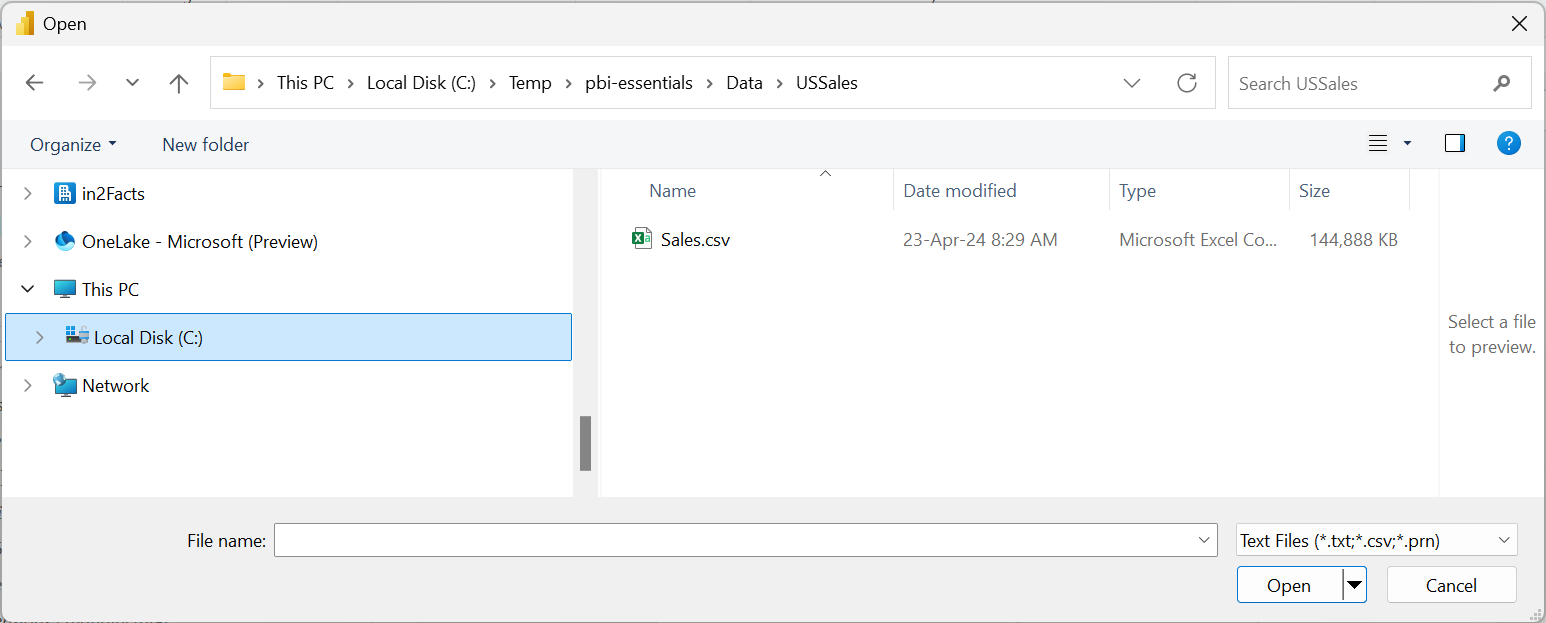 Open
This PC > Local Disk (C:) > Temp > pbi-essentials > Data > USSales
Search USSales
Organize
New folder
?
in2Facts
OneLake - Microsoft (Preview)
This PC
Local Disk (C:)
Network
Name Date modified Type Size
Sales.csv 23-Apr-24 8:29 AM Microsoft Excel Co... 144,888 KB
Select a file
to preview.
File name:
Text Files (*.txt;*.csv;*.prn)
Open
Cancel